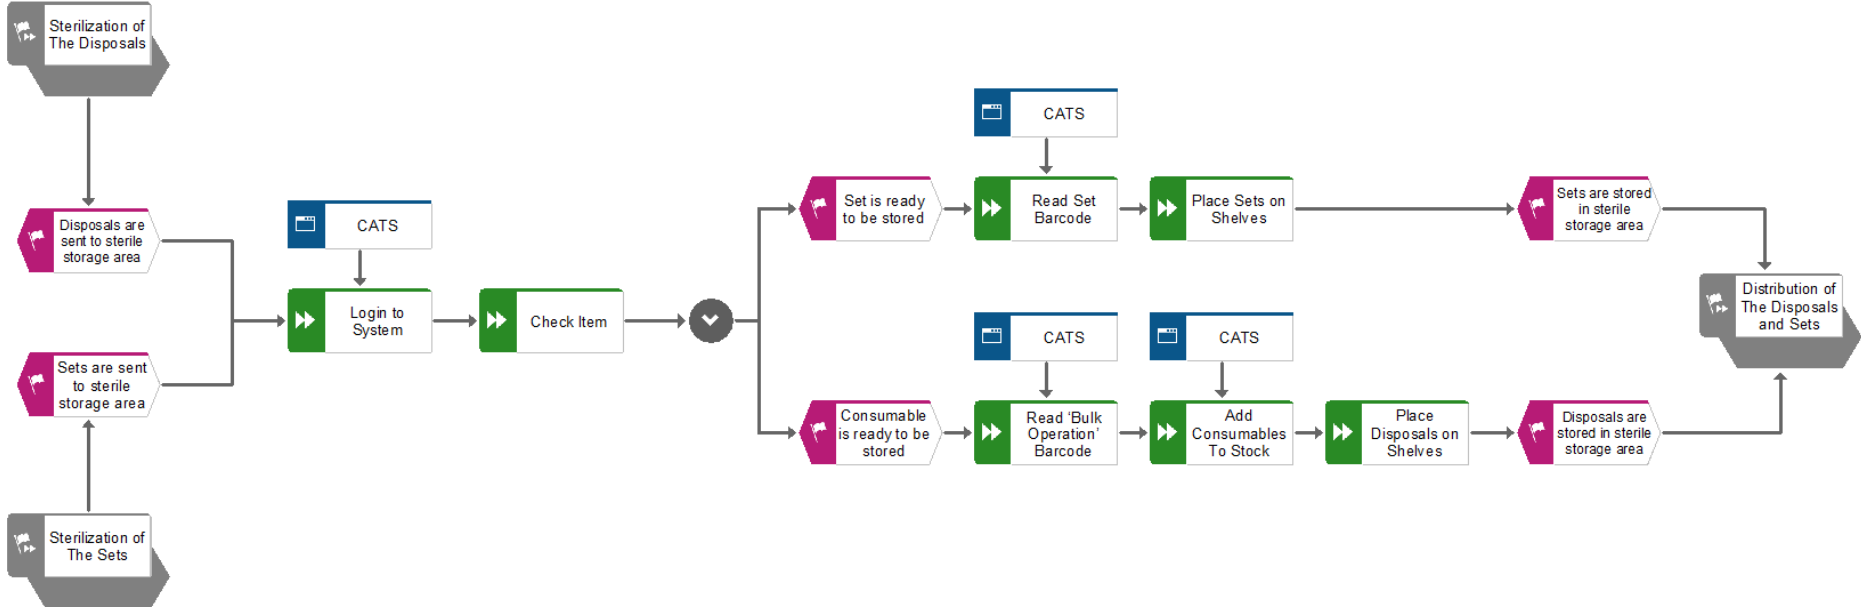 Sterilization of
The Disposals
Disposals are
sent to sterile
storage area
Sets are sent
to sterile
storage area
Sterilization of
The Sets
CATS
Login to
System
Check Item
CATS
Set is ready
to be stored
Read Set
Barcode
Place Sets on
Shelves
Sets are stored
in sterile
storage area
CATS
CATS
Consumable
is ready to be
stored
Read ‘Bulk
Operation’
Barcode
Add
Consumables
To Stock
Place
Disposals on
Shelves
Disposals are
stored in sterile
storage area
Distribution of
The Disposals
and Sets